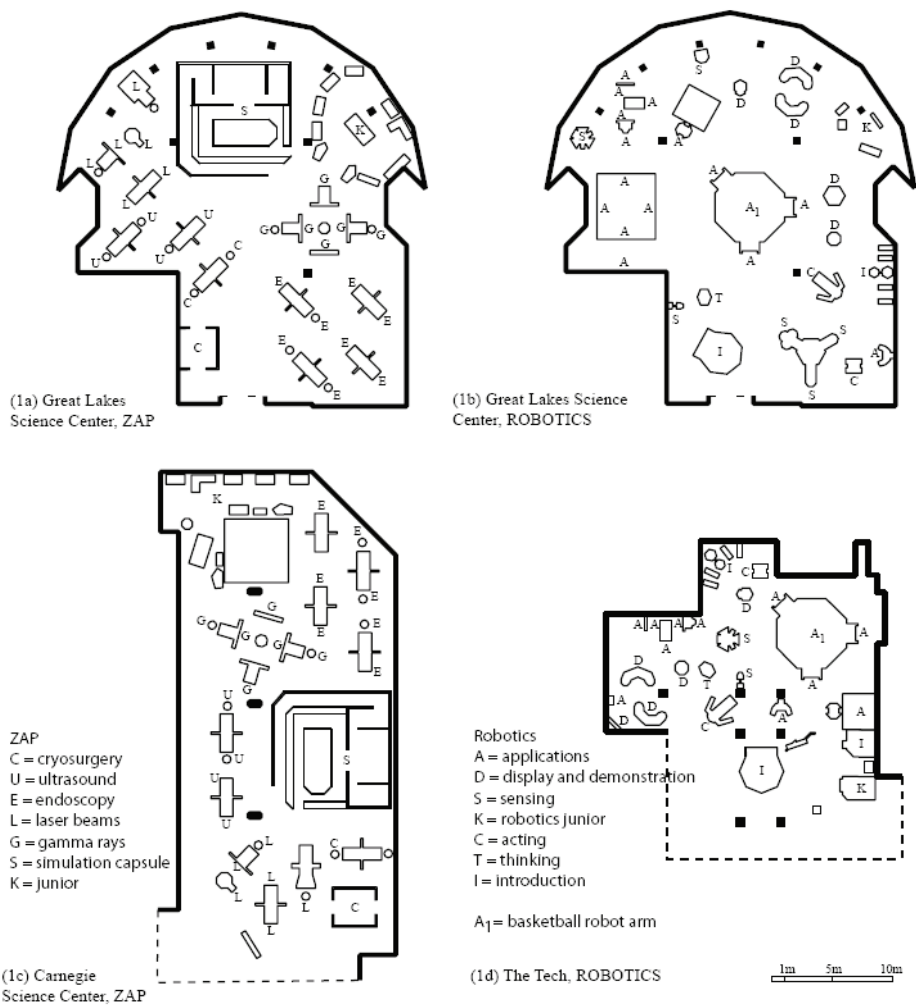 L
S
K
L L
L
L
L
G
U U
G G G G
G
U U
C
E E
C
E E
E E
C
E E
(1a) Great Lakes
Science Center, ZAP
S
D
A
A
D
A A
D
K
S
A A
A
A
D
A A
A1
A
A
D
A
A
C
I
T
S
S S
I
A
C
S
(1b) Great Lakes Science
Center, ROBOTICS
K
E
E
E
E
E
G
E
G G G
E
G
U
U
S
U
U
L
C
L
L
L
L
C
L
ZAP
C = cryosurgery
U = ultrasound
E = endoscopy
L = laser beams
G = gamma rays
S = simulation capsule
K = junior
(1c) Carnegie
Science Center, ZAP
I C
D
A
A A A A
S
A1
A
A
D
D
T
S
A
A
D
C
A
A
I
I
K
Robotics
A = applications
D = display and demonstration
S = sensing
K = robotics junior
C = acting
T = thinking
I = introduction
A1= basketball robot arm
(1d) The Tech, ROBOTICS
1m 5m 10m